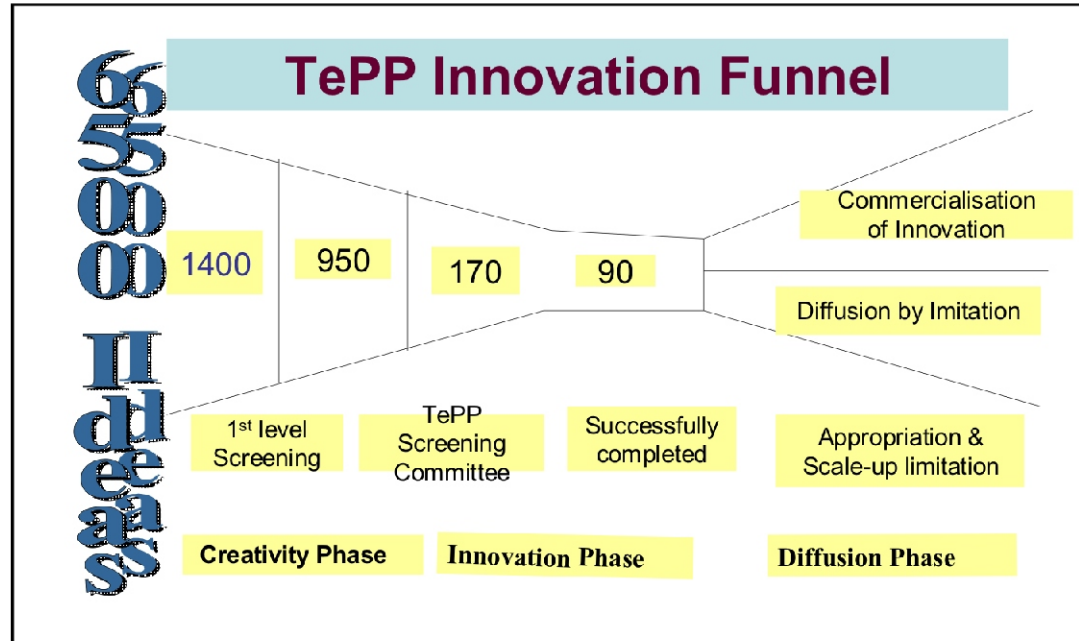 TePP Innovation Funnel
6500 Ideas
1400
950
170
90
Commercialisation
of Innovation
Diffusion by Imitation
1st level
Screening
TePP
Screening
Committee
Successfully
completed
Appropriation &
Scale-up limitation
Creativity Phase
Innovation Phase
Diffusion Phase